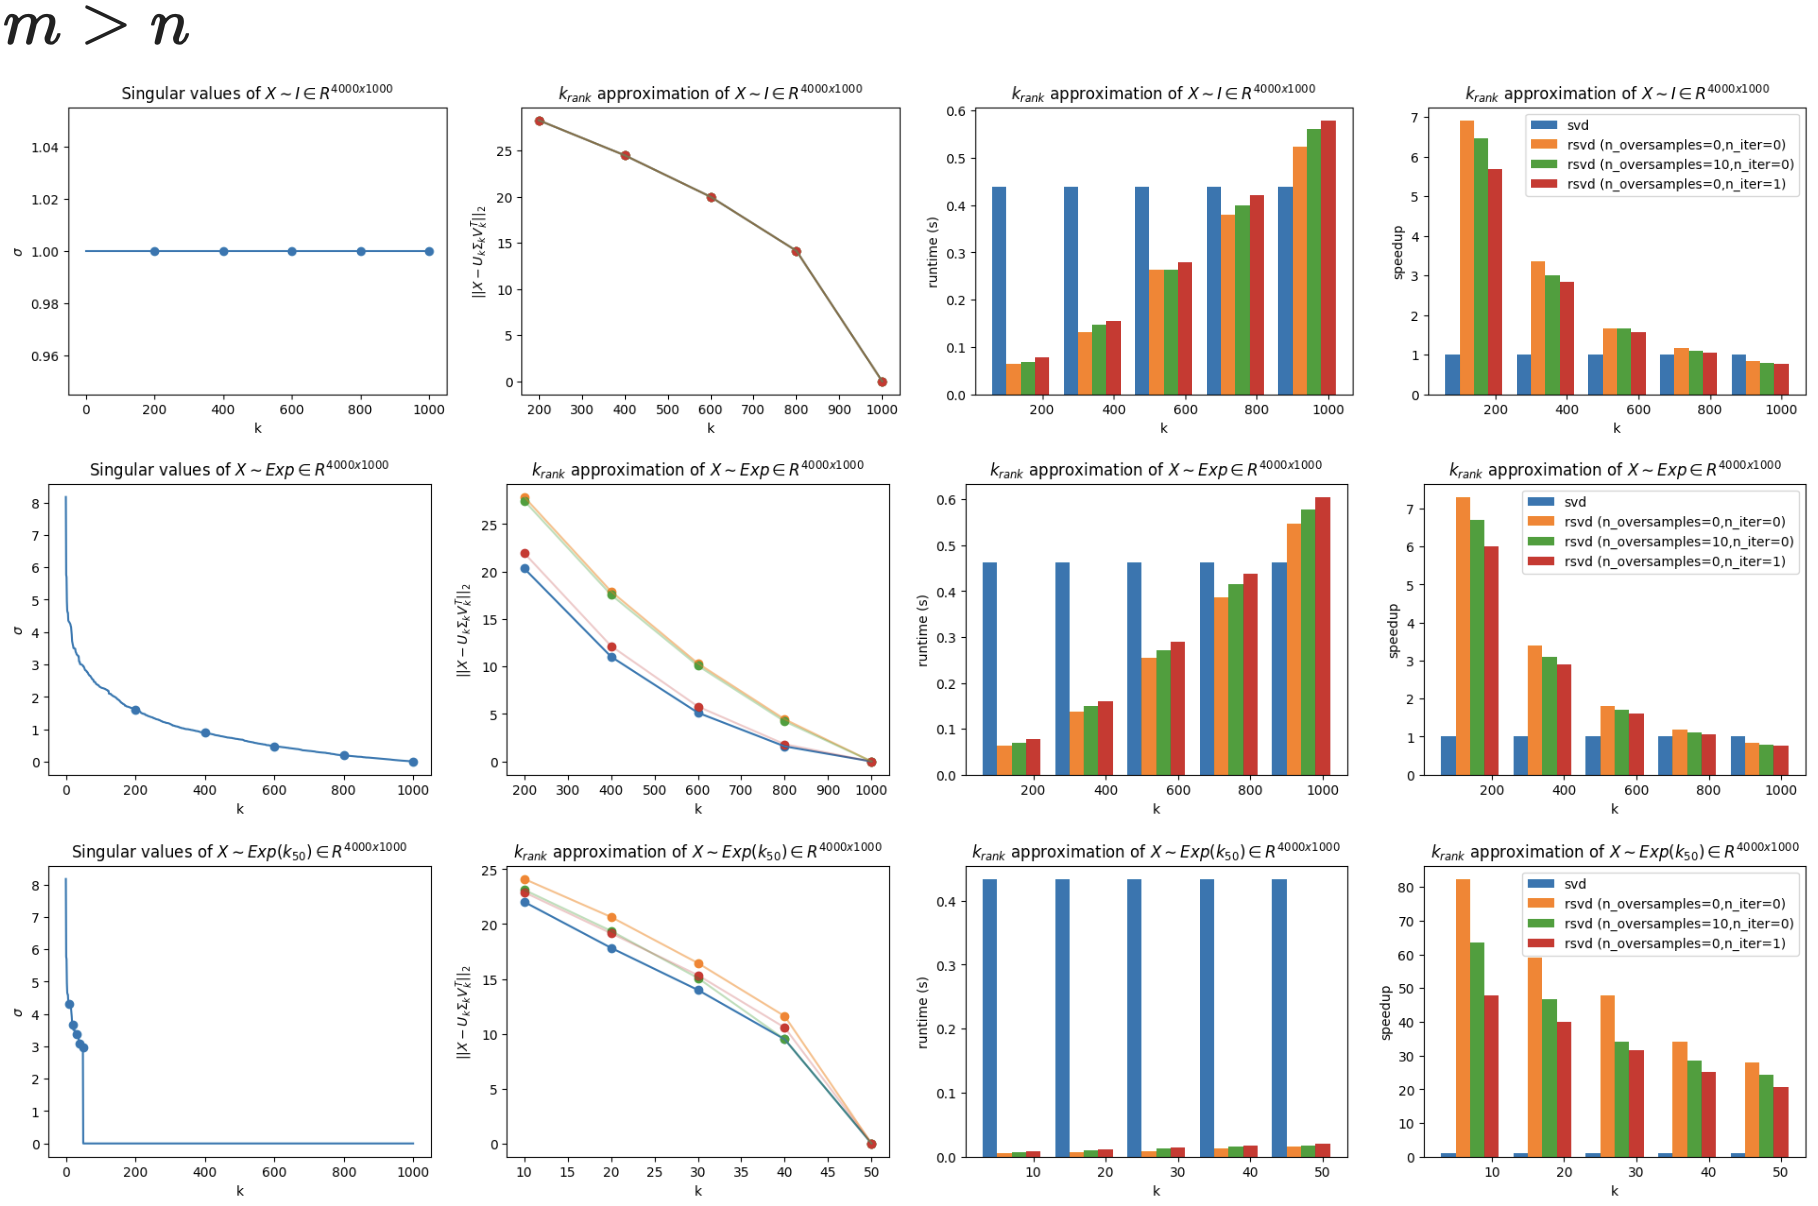 m > n
Singular values of X ~ I ∈ R^4000x1000
1.04
1.02
1.00
0.98
0.96
σ
0 200 400 600 800 1000
k
k_rank approximation of X ~ I ∈ R^4000x1000
25
20
15
10
5
0
||X − U_kΣ_kV_k^T||_2
200 300 400 500 600 700 800 900 1000
k
k_rank approximation of X ~ I ∈ R^4000x1000
0.6
0.5
0.4
0.3
0.2
0.1
0.0
runtime (s)
200 400 600 800 1000
k
k_rank approximation of X ~ I ∈ R^4000x1000
7
6
5
4
3
2
1
0
speedup
svd
rsvd (n_oversamples=0,n_iter=0)
rsvd (n_oversamples=10,n_iter=0)
rsvd (n_oversamples=0,n_iter=1)
200 400 600 800 1000
k
Singular values of X ~ Exp ∈ R^4000x1000
8
7
6
5
4
3
2
1
0
σ
0 200 400 600 800 1000
k
k_rank approximation of X ~ Exp ∈ R^4000x1000
25
20
15
10
5
0
||X − U_kΣ_kV_k^T||_2
200 300 400 500 600 700 800 900 1000
k
k_rank approximation of X ~ Exp ∈ R^4000x1000
0.6
0.5
0.4
0.3
0.2
0.1
0.0
runtime (s)
200 400 600 800 1000
k
k_rank approximation of X ~ Exp ∈ R^4000x1000
7
6
5
4
3
2
1
0
speedup
svd
rsvd (n_oversamples=0,n_iter=0)
rsvd (n_oversamples=10,n_iter=0)
rsvd (n_oversamples=0,n_iter=1)
200 400 600 800 1000
k
Singular values of X ~ Exp(k_50) ∈ R^4000x1000
8
7
6
5
4
3
2
1
0
σ
0 200 400 600 800 1000
k
k_rank approximation of X ~ Exp(k_50) ∈ R^4000x1000
25
20
15
10
5
0
||X − U_kΣ_kV_k^T||_2
10 15 20 25 30 35 40 45 50
k
k_rank approximation of X ~ Exp(k_50) ∈ R^4000x1000
0.4
0.3
0.2
0.1
0.0
runtime (s)
10 20 30 40 50
k
k_rank approximation of X ~ Exp(k_50) ∈ R^4000x1000
80
70
60
50
40
30
20
10
0
speedup
svd
rsvd (n_oversamples=0,n_iter=0)
rsvd (n_oversamples=10,n_iter=0)
rsvd (n_oversamples=0,n_iter=1)
10 20 30 40 50
k